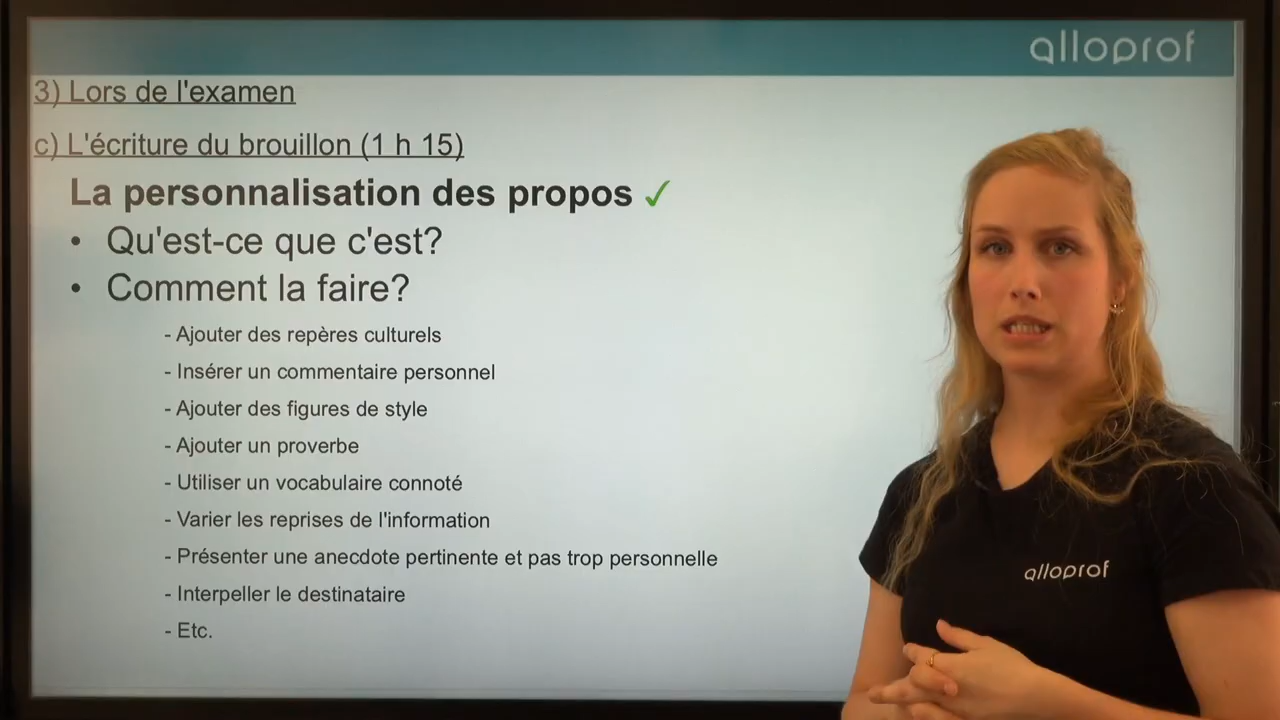 alloprof
3) Lors de l'examen
c) L'écriture du brouillon (1 h 15)
La personnalisation des propos ✓
• Qu'est-ce que c'est?
• Comment la faire?
- Ajouter des repères culturels
- Insérer un commentaire personnel
- Ajouter des figures de style
- Ajouter un proverbe
- Utiliser un vocabulaire connoté
- Varier les reprises de l'information
- Présenter une anecdote pertinente et pas trop personnelle
- Interpeller le destinataire
- Etc.
alloprof